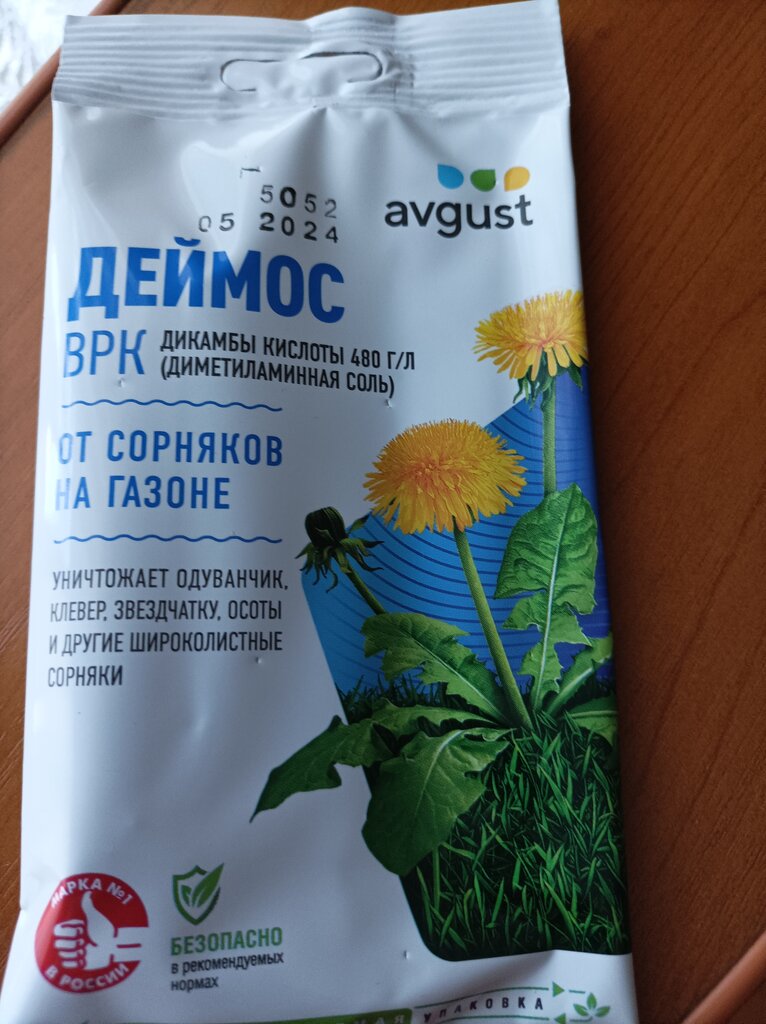 5052
05 2024
avgust
ДЕЙМОС
ВРК ДИКАМБЫ КИСЛОТЫ 480 Г/Л
(ДИМЕТИЛАМИННАЯ СОЛЬ)
ОТ СОРНЯКОВ
НА ГАЗОНЕ
УНИЧТОЖАЕТ ОДУВАНЧИК,
КЛЕВЕР, ЗВЕЗДЧАТКУ, ОСОТЫ
И ДРУГИЕ ШИРОКОЛИСТНЫЕ
СОРНЯКИ
МАРКА №1
В РОССИИ
БЕЗОПАСНО
в рекомендуемых
нормах
УПАКОВКА